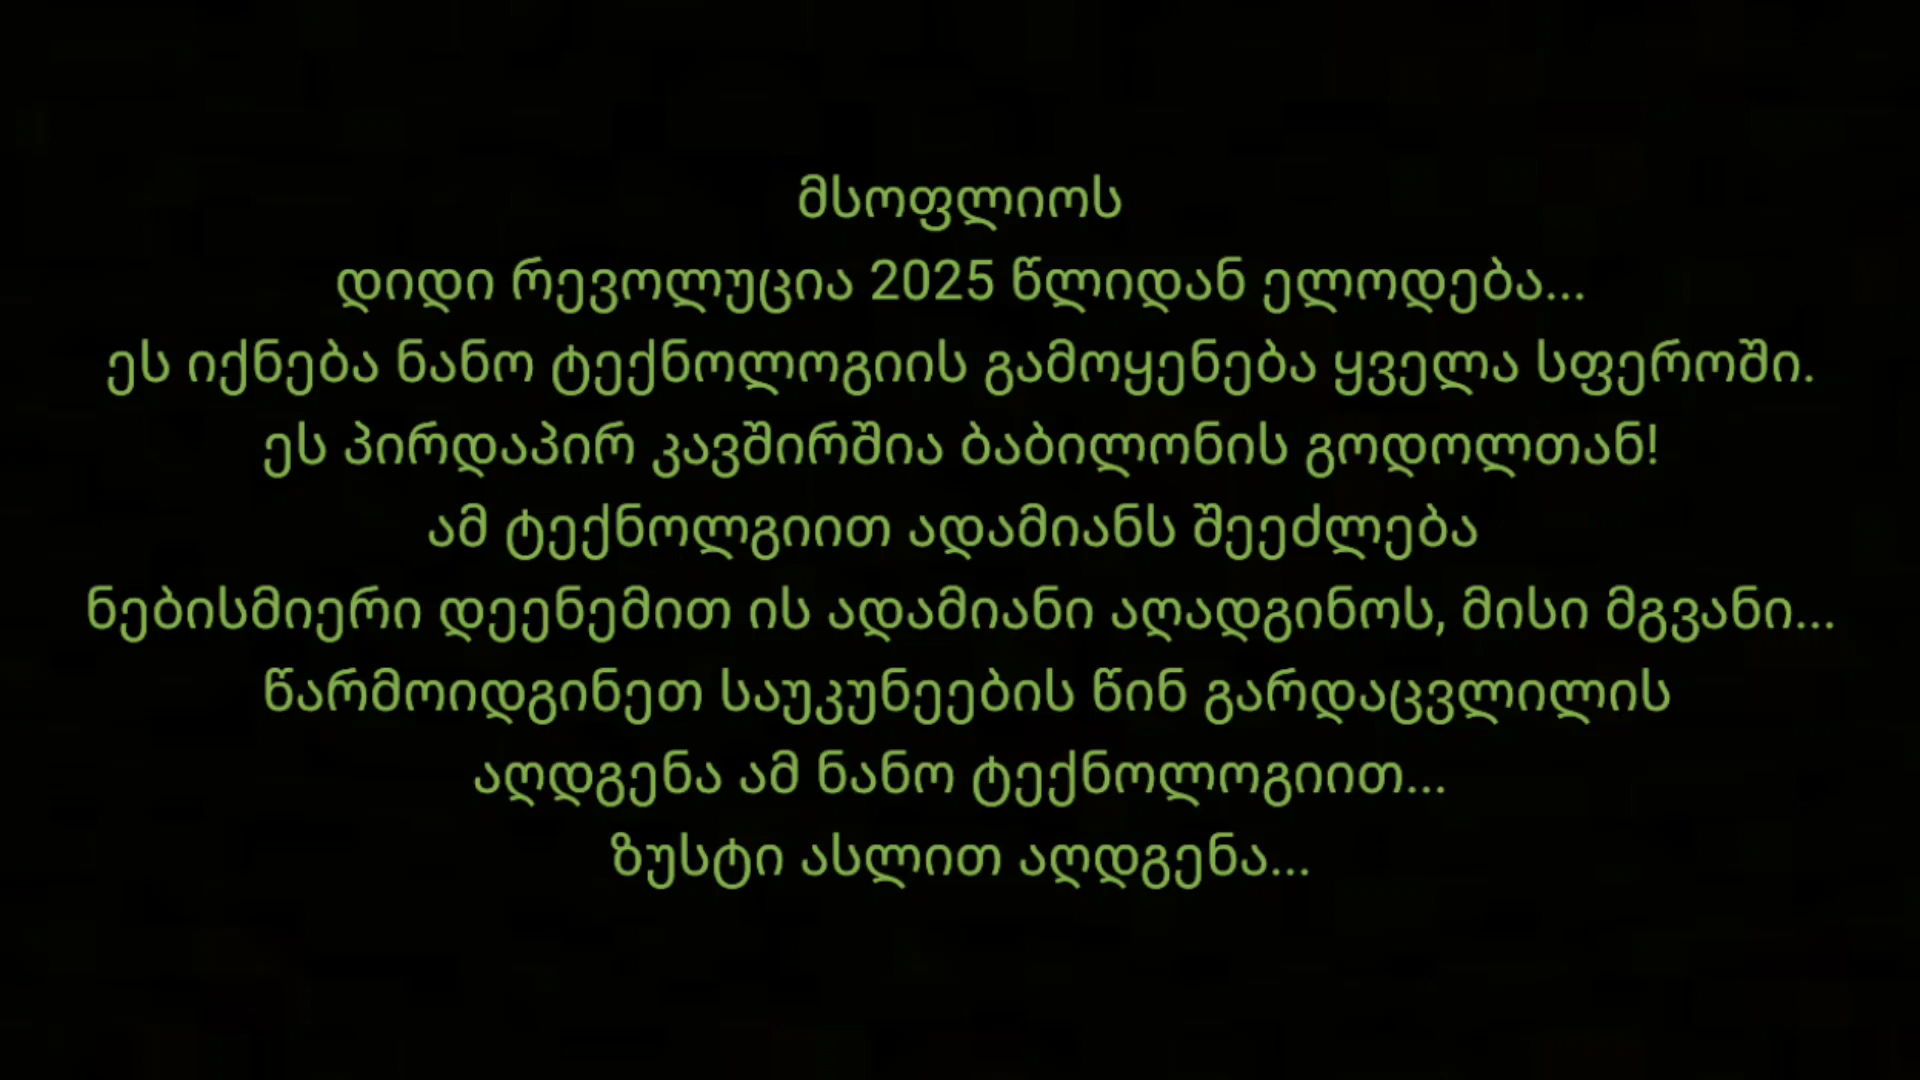 მსოფლიოს
დიდი რევოლუცია 2025 წლიდან ელოდება...
ეს იქნება ნანო ტექნოლოგიის გამოყენება ყველა სფეროში.
ეს პირდაპირ კავშირშია ბაბილონის გოდოლთან!
ამ ტექნოლგიით ადამიანს შეეძლება
ნებისმიერი დეენემით ის ადამიანი აღადგინოს, მისი მგვანი...
წარმოიდგინეთ საუკუნეების წინ გარდაცვლილის
აღდგენა ამ ნანო ტექნოლოგიით...
ზუსტი ასლით აღდგენა...